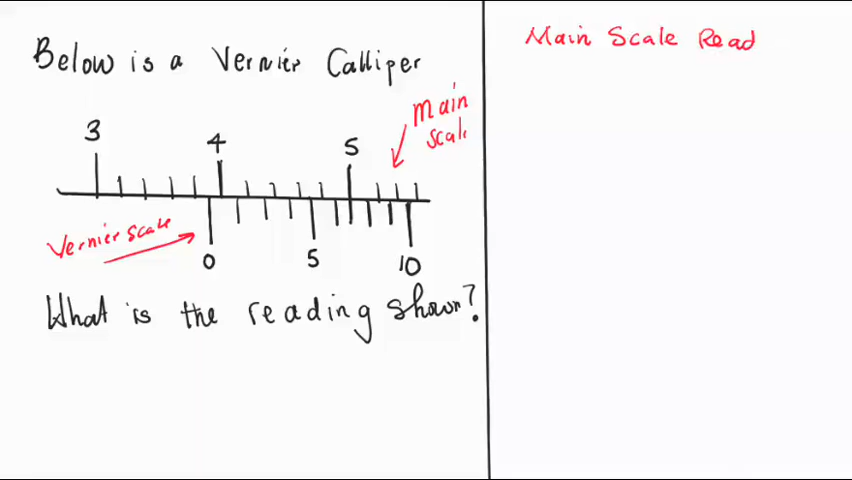 Below is a Vernier Calliper
Main
scale
3 4 5
Vernier scale
0 5 10
What is the reading shown?
Main Scale Read